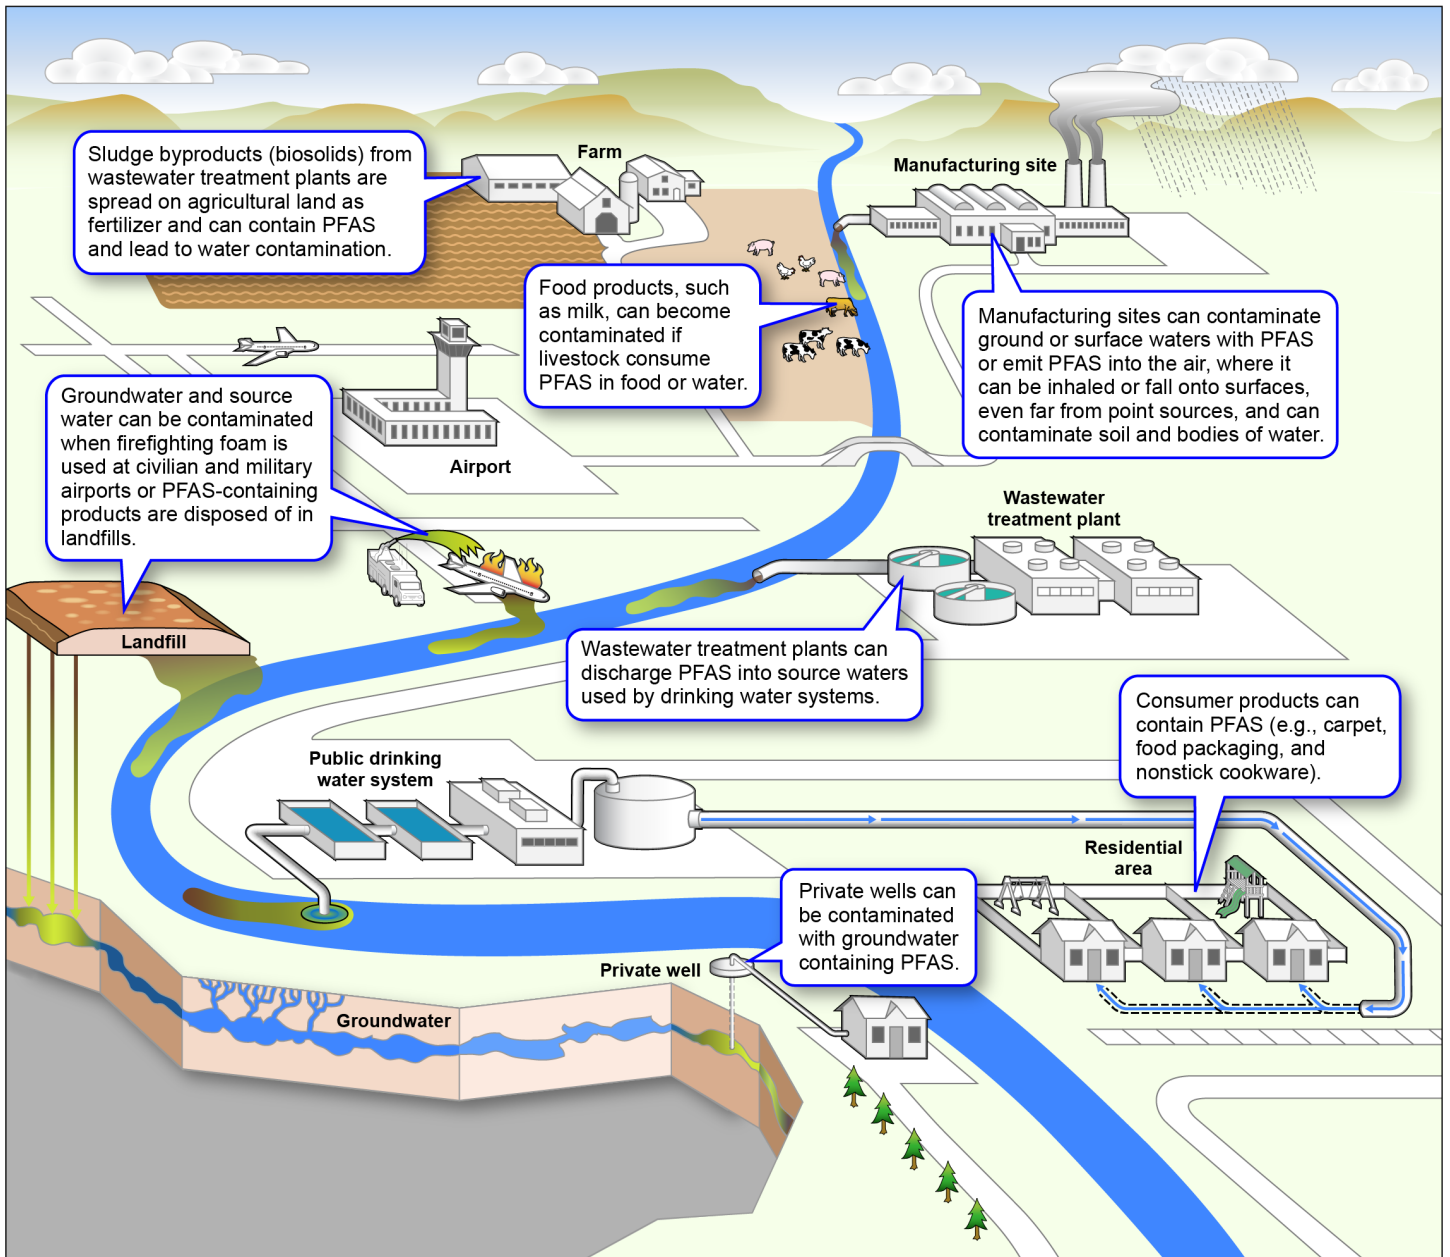 Sludge byproducts (biosolids) from
wastewater treatment plants are
spread on agricultural land as
fertilizer and can contain PFAS
and lead to water contamination.
Farm
Manufacturing site
Food products, such
as milk, can become
contaminated if
livestock consume
PFAS in food or water.
Manufacturing sites can contaminate
ground or surface waters with PFAS
or emit PFAS into the air, where it
can be inhaled or fall onto surfaces,
even far from point sources, and can
contaminate soil and bodies of water.
Groundwater and source
water can be contaminated
when firefighting foam is
used at civilian and military
airports or PFAS-containing
products are disposed of in
landfills.
Airport
Wastewater
treatment plant
Landfill
Wastewater treatment plants can
discharge PFAS into source waters
used by drinking water systems.
Consumer products can
contain PFAS (e.g., carpet,
food packaging, and
nonstick cookware).
Public drinking
water system
Residential
area
Private wells can
be contaminated
with groundwater
containing PFAS.
Private well
Groundwater